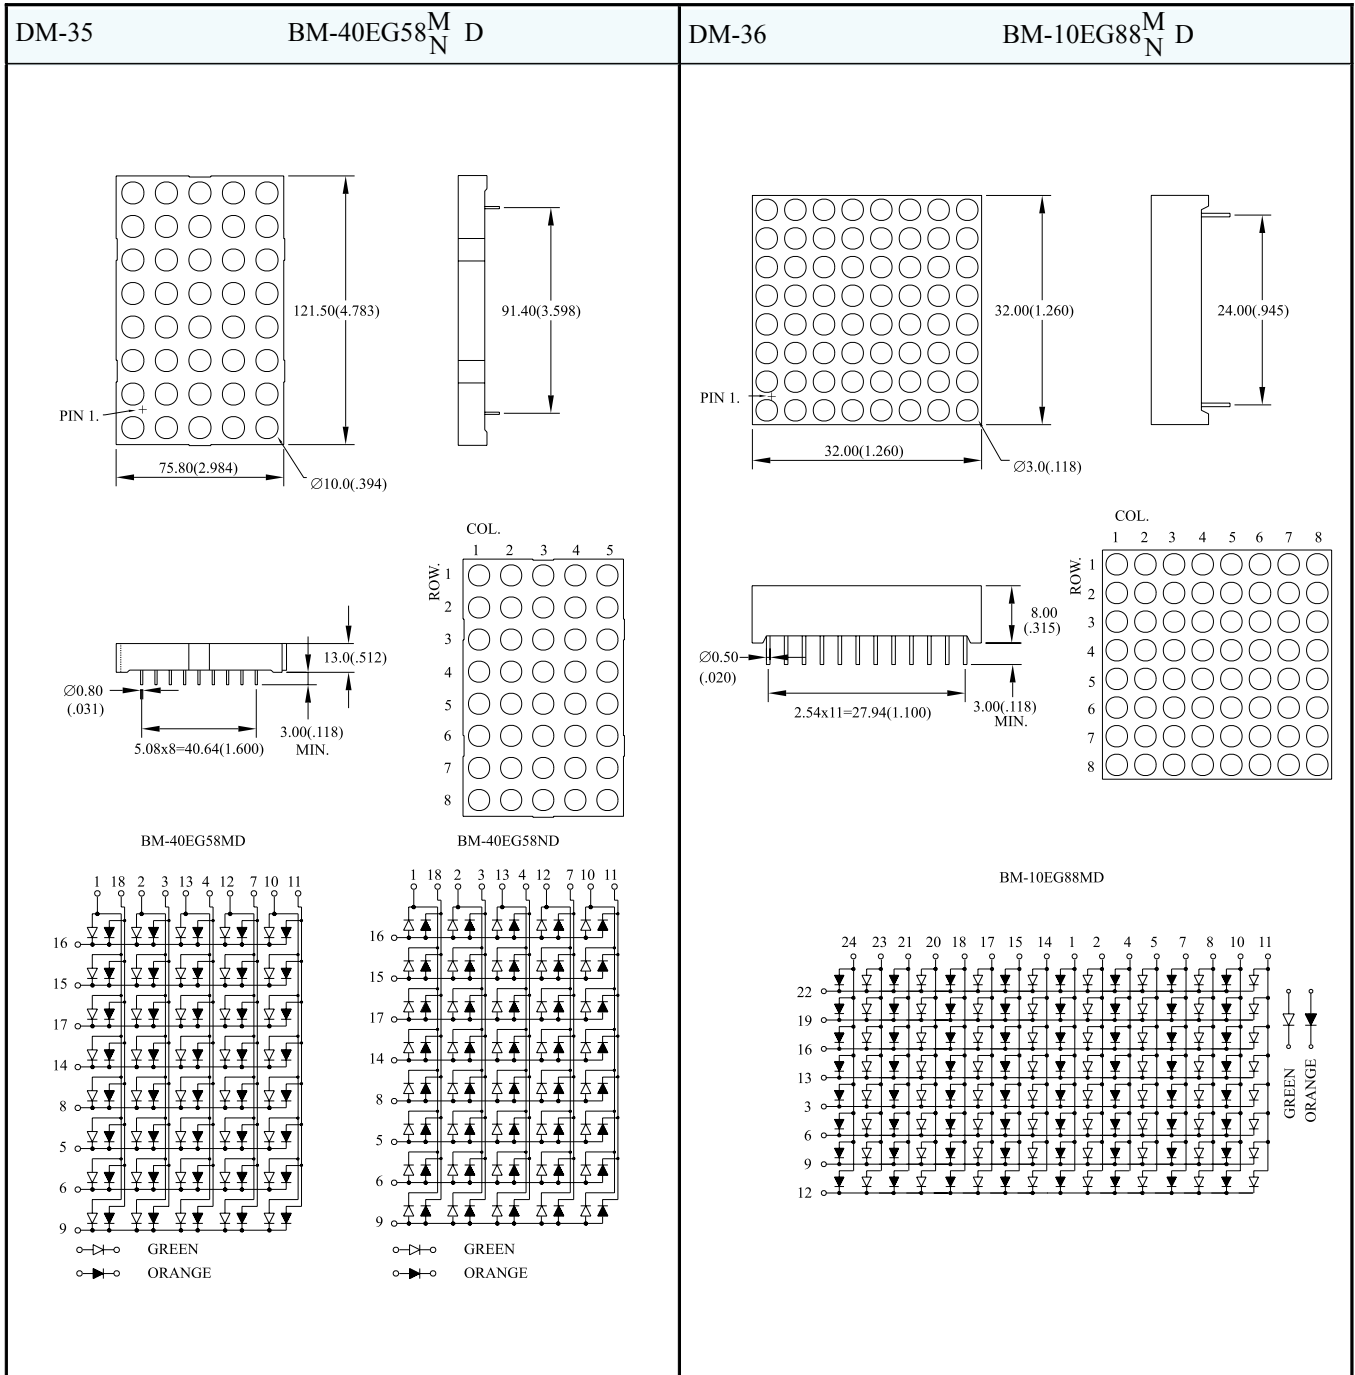 DM-35 BM-40EG58 M/N D
DM-36 BM-10EG88 M/N D
121.50(4.783)
91.40(3.598)
PIN 1.
75.80(2.984)
Ø10.0(.394)
COL.
1 2 3 4 5
ROW.
1
2
3
4
5
6
7
8
13.0(.512)
Ø0.80
(.031)
3.00(.118)
MIN.
5.08x8=40.64(1.600)
BM-40EG58MD
1 18 2 3 13 4 12 7 10 11
16
15
17
14
8
5
6
9
GREEN
ORANGE
BM-40EG58ND
1 18 2 3 13 4 12 7 10 11
16
15
17
14
8
5
6
9
GREEN
ORANGE
32.00(1.260)
24.00(.945)
PIN 1.
32.00(1.260)
Ø3.0(.118)
COL.
1 2 3 4 5 6 7 8
ROW.
1
2
3
4
5
6
7
8
8.00
(.315)
Ø0.50
(.020)
2.54x11=27.94(1.100)
3.00(.118)
MIN.
BM-10EG88MD
24 23 21 20 18 17 15 14 1 2 4 5 7 8 10 11
22
19
16
13
3
6
9
12
GREEN
ORANGE